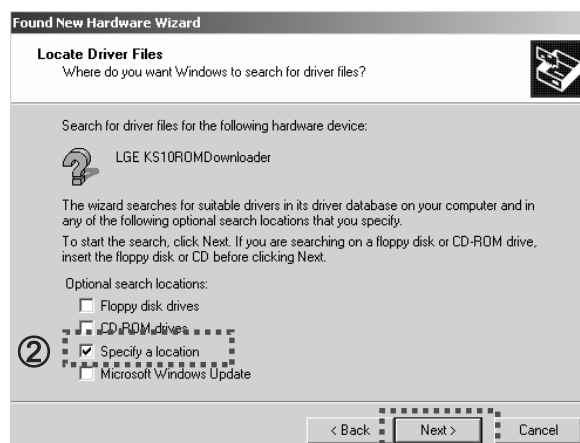 Found New Hardware Wizard
Locate Driver Files
Where do you want Windows to search for driver files?
Search for driver files for the following hardware device:
LGE KS10ROMDownloader
The wizard searches for suitable drivers in its driver database on your computer and in
any of the following optional search locations that you specify.
To start the search, click Next. If you are searching on a floppy disk or CD-ROM drive,
insert the floppy disk or CD before clicking Next.
Optional search locations:
Floppy disk drives
CD-ROM drives
② Specify a location
Microsoft Windows Update
< Back Next > Cancel